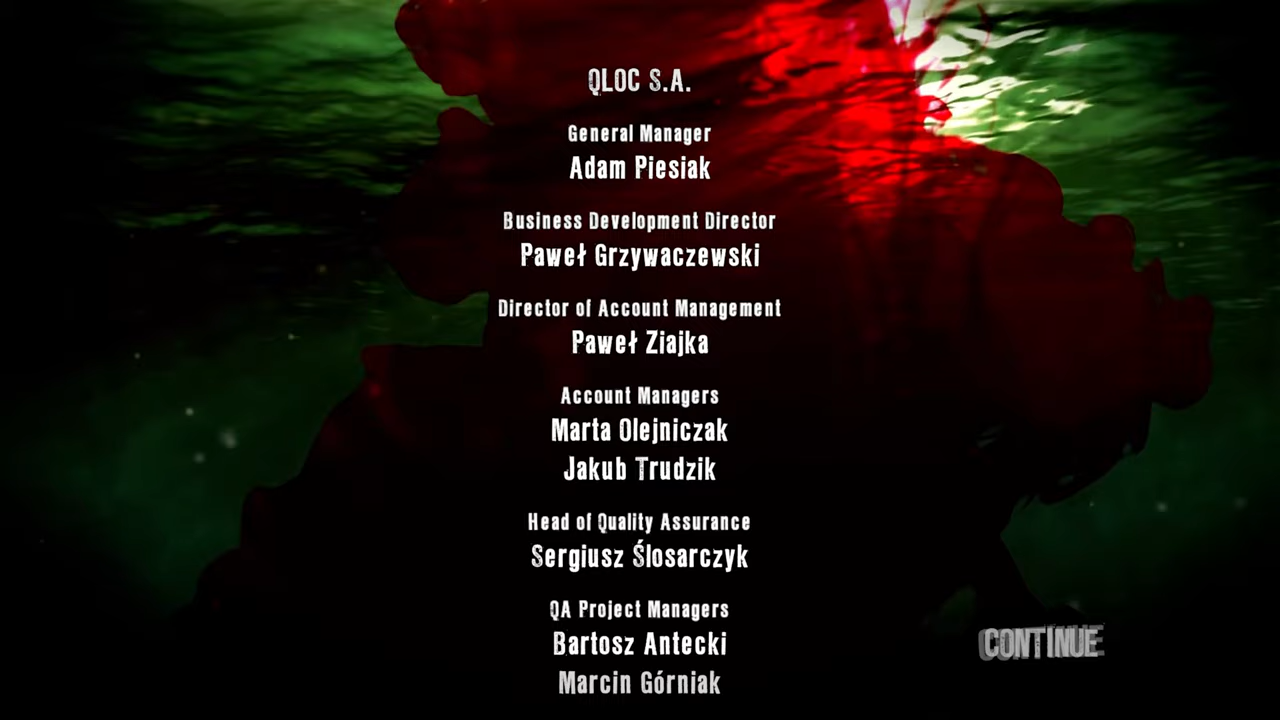 QLOC S.A.
General Manager
Adam Piesiak
Business Development Director
Paweł Grzywaczewski
Director of Account Management
Paweł Ziajka
Account Managers
Marta Olejniczak
Jakub Trudzik
Head of Quality Assurance
Sergiusz Ślosarczyk
QA Project Managers
Bartosz Antecki
Marcin Górniak
CONTINUE